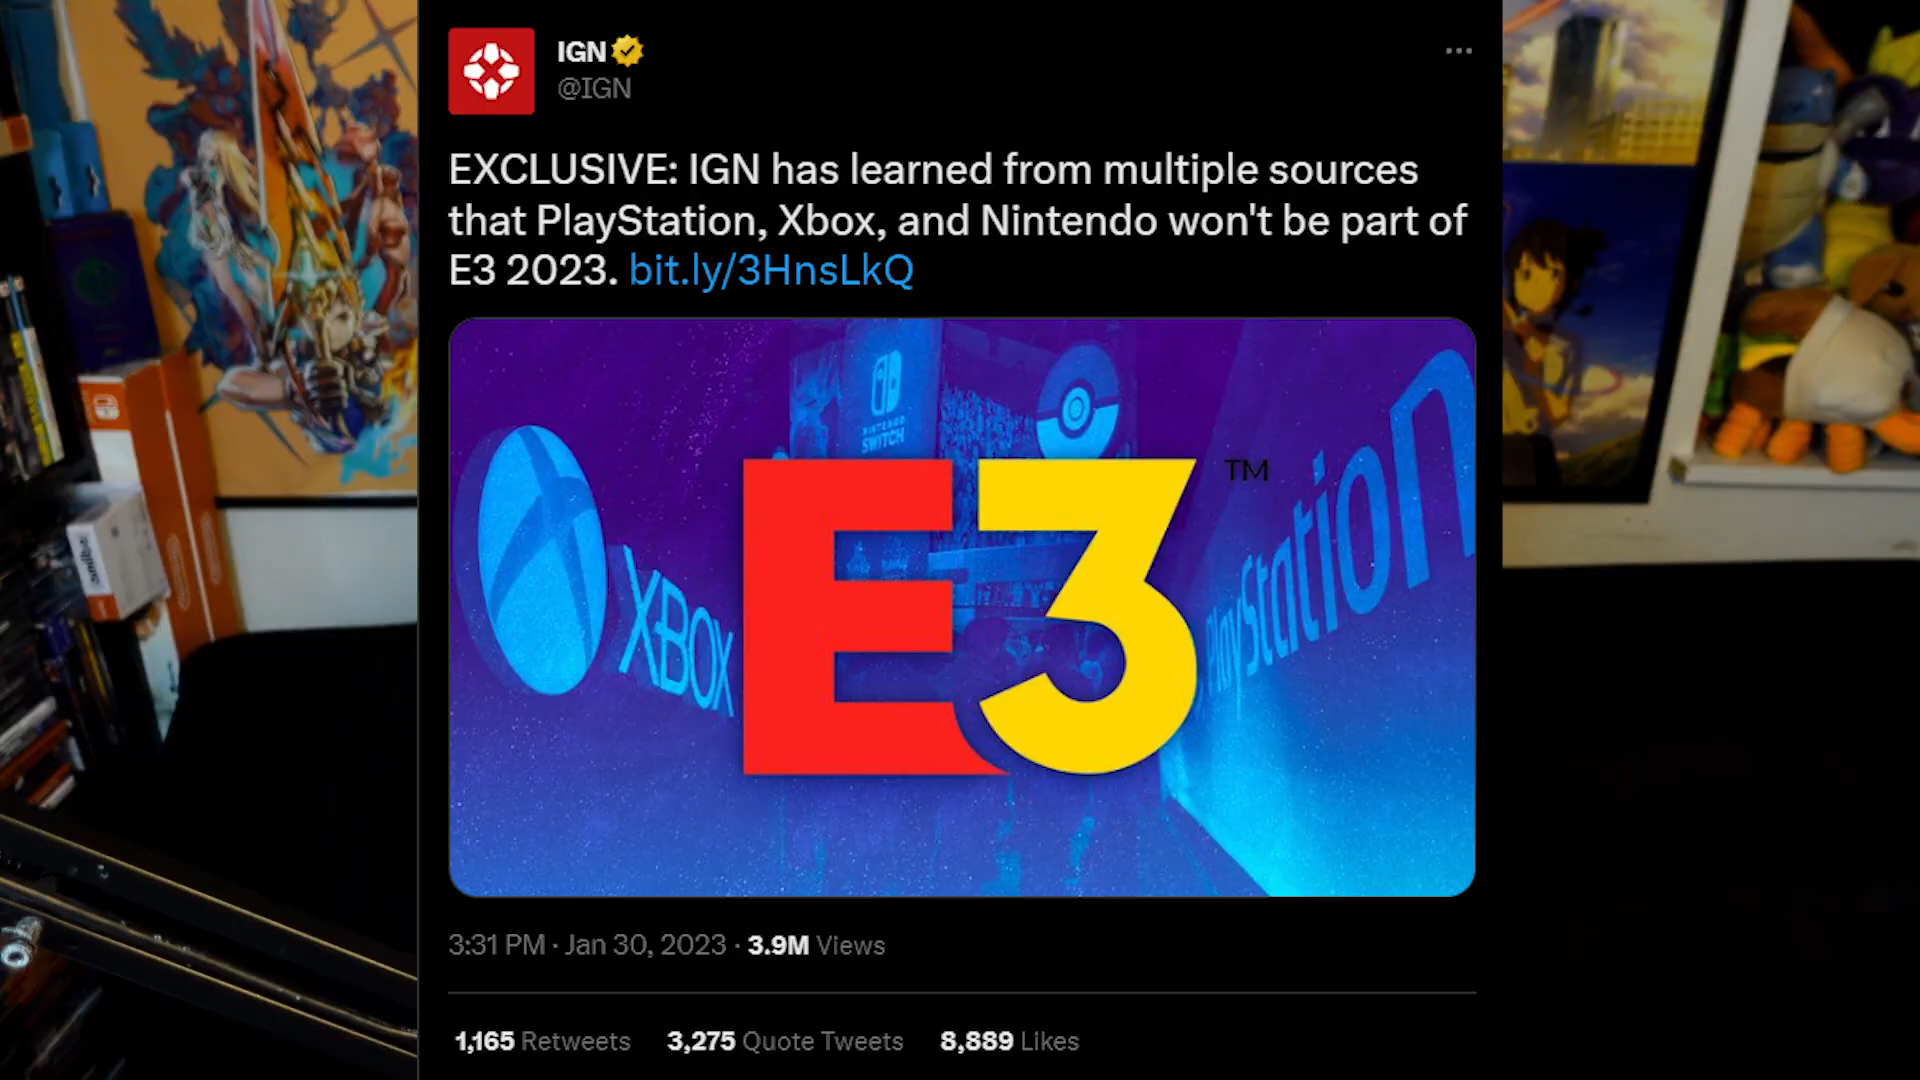 IGN
@IGN
EXCLUSIVE: IGN has learned from multiple sources
that PlayStation, Xbox, and Nintendo won't be part of
E3 2023. bit.ly/3HnsLkQ
NINTENDO
SWITCH
XBOX
E3
TM
PlayStation
3:31 PM · Jan 30, 2023 · 3.9M Views
1,165 Retweets 3,275 Quote Tweets 8,889 Likes